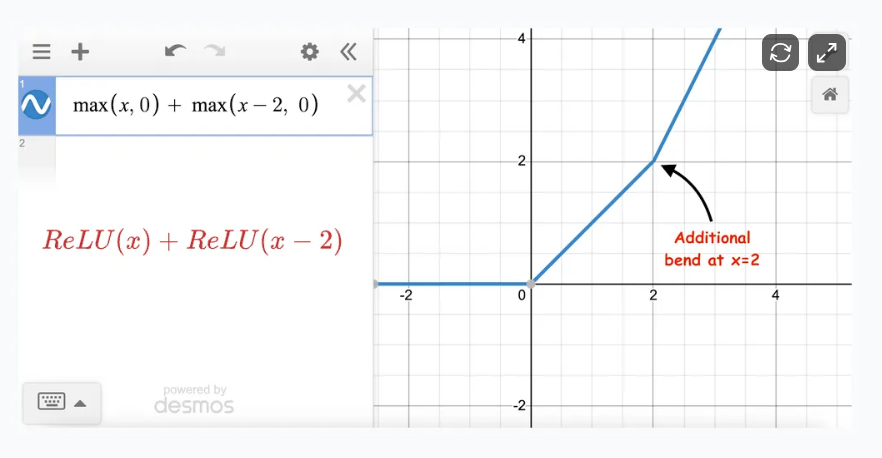 1
max(x, 0) + max(x − 2, 0)
2
ReLU(x) + ReLU(x − 2)
powered by
desmos
4
2
-2
0
2
4
-2
Additional
bend at x=2